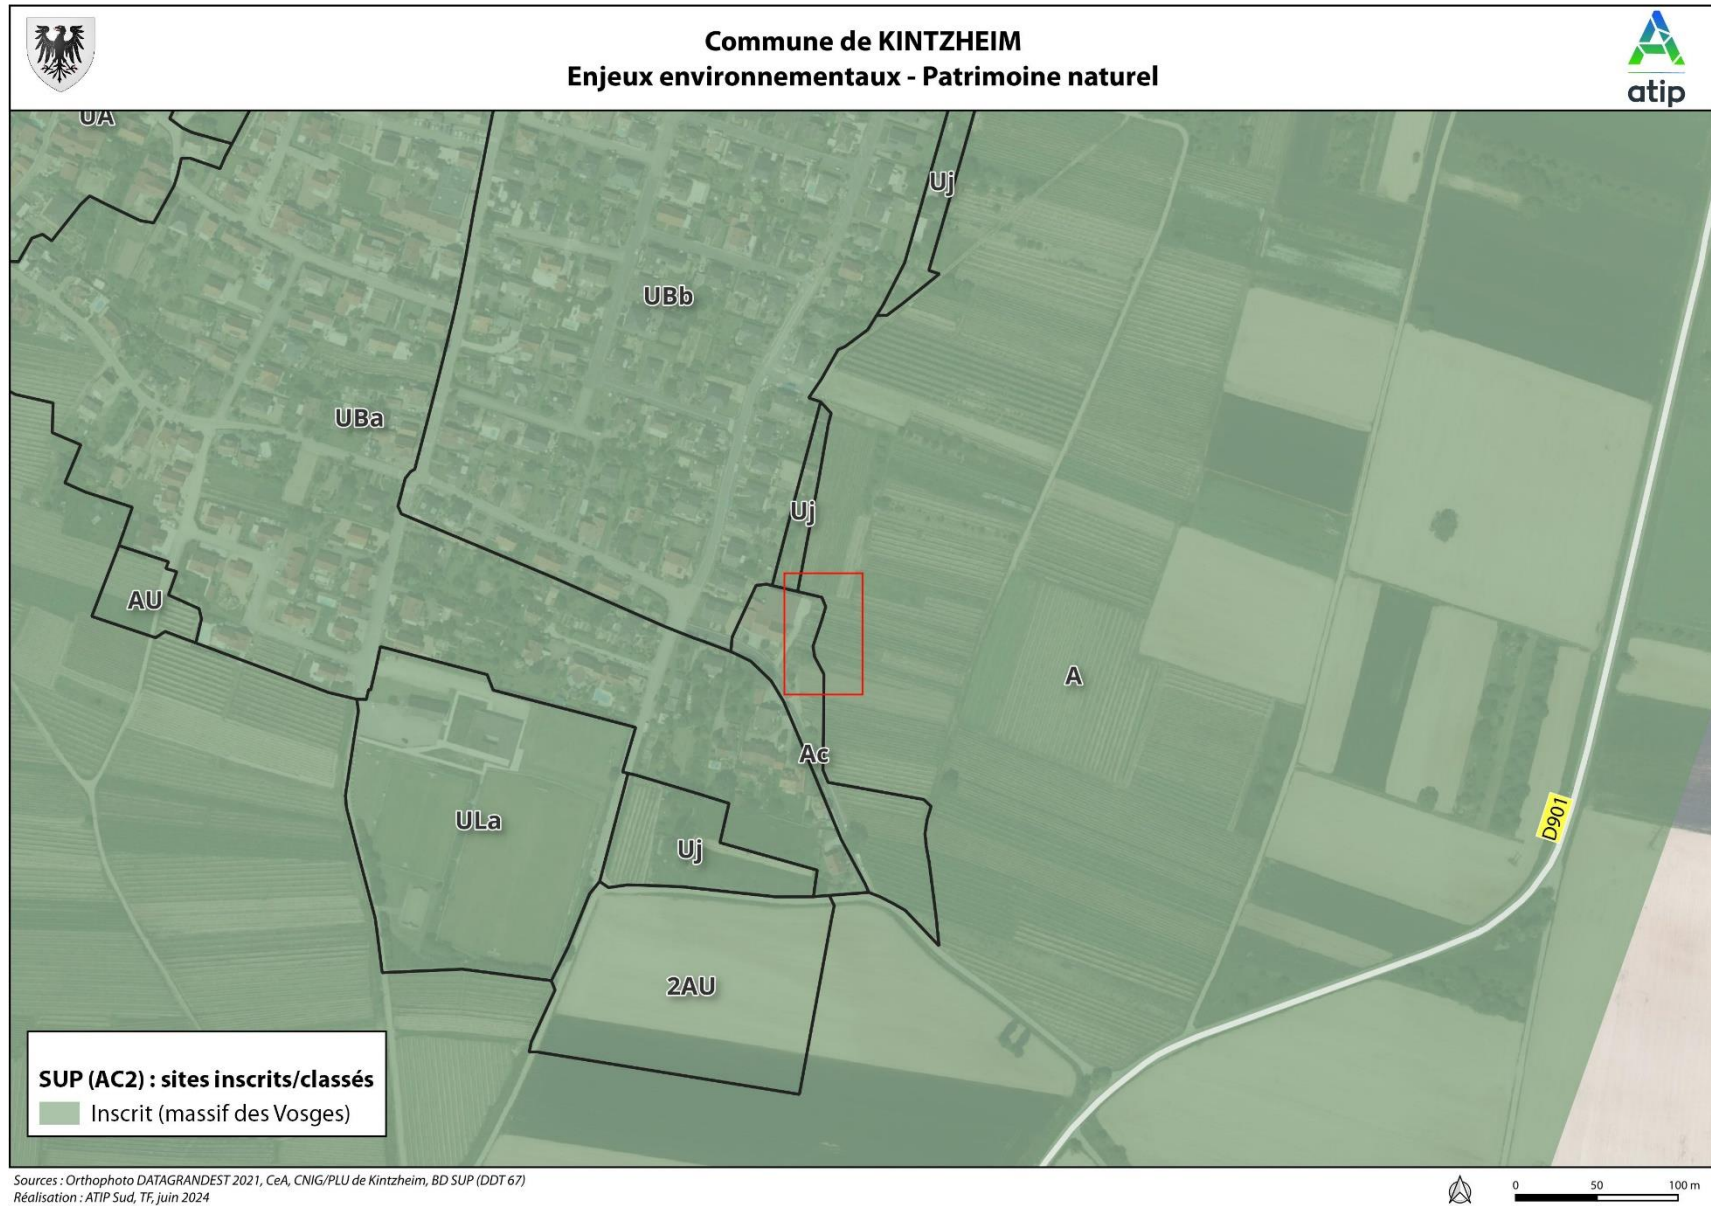 Commune de KINTZHEIM
Enjeux environnementaux - Patrimoine naturel
atip
UA
Uj
UBb
UBa
Uj
AU
A
Ac
ULa
D901
Uj
2AU
SUP (AC2) : sites inscrits/classés
Inscrit (massif des Vosges)
Sources : Orthophoto DATAGRANDEST 2021, CeA, CNIG/PLU de Kintzheim, BD SUP (DDT 67)
Réalisation : ATIP Sud, TF, juin 2024
0 50 100 m